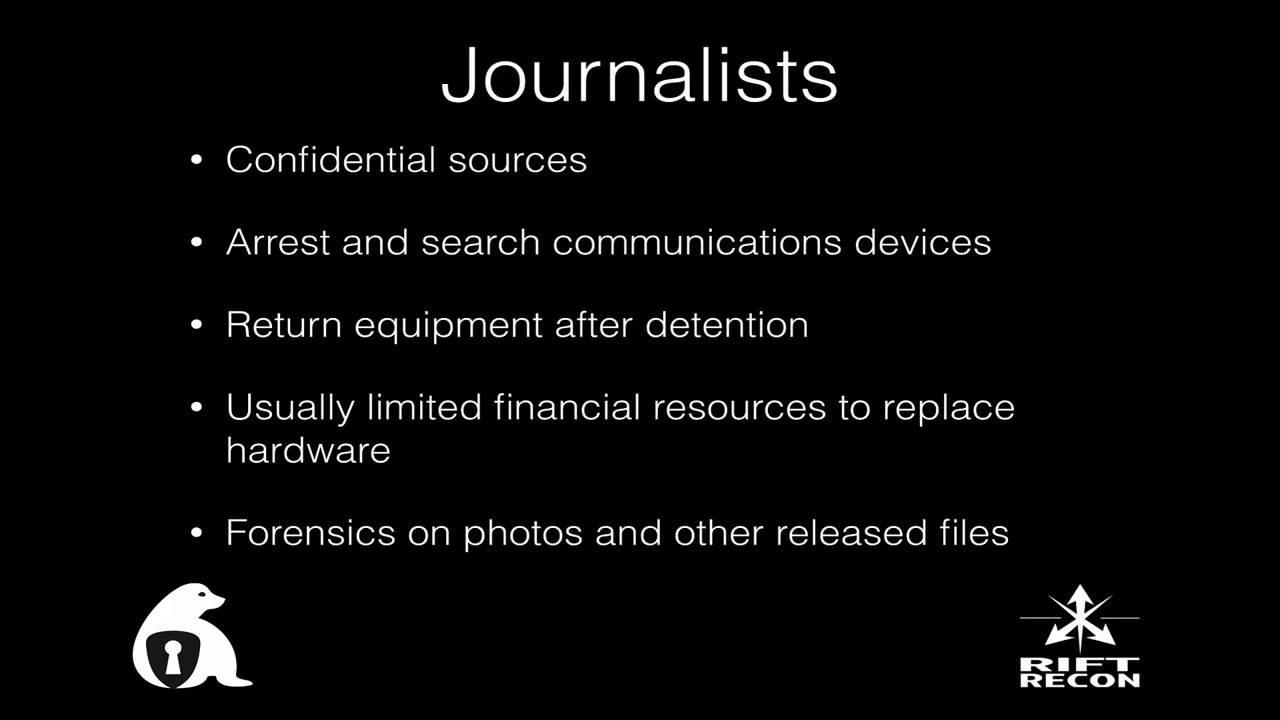 Journalists
• Confidential sources
• Arrest and search communications devices
• Return equipment after detention
• Usually limited financial resources to replace
hardware
• Forensics on photos and other released files
RIFT
RECON